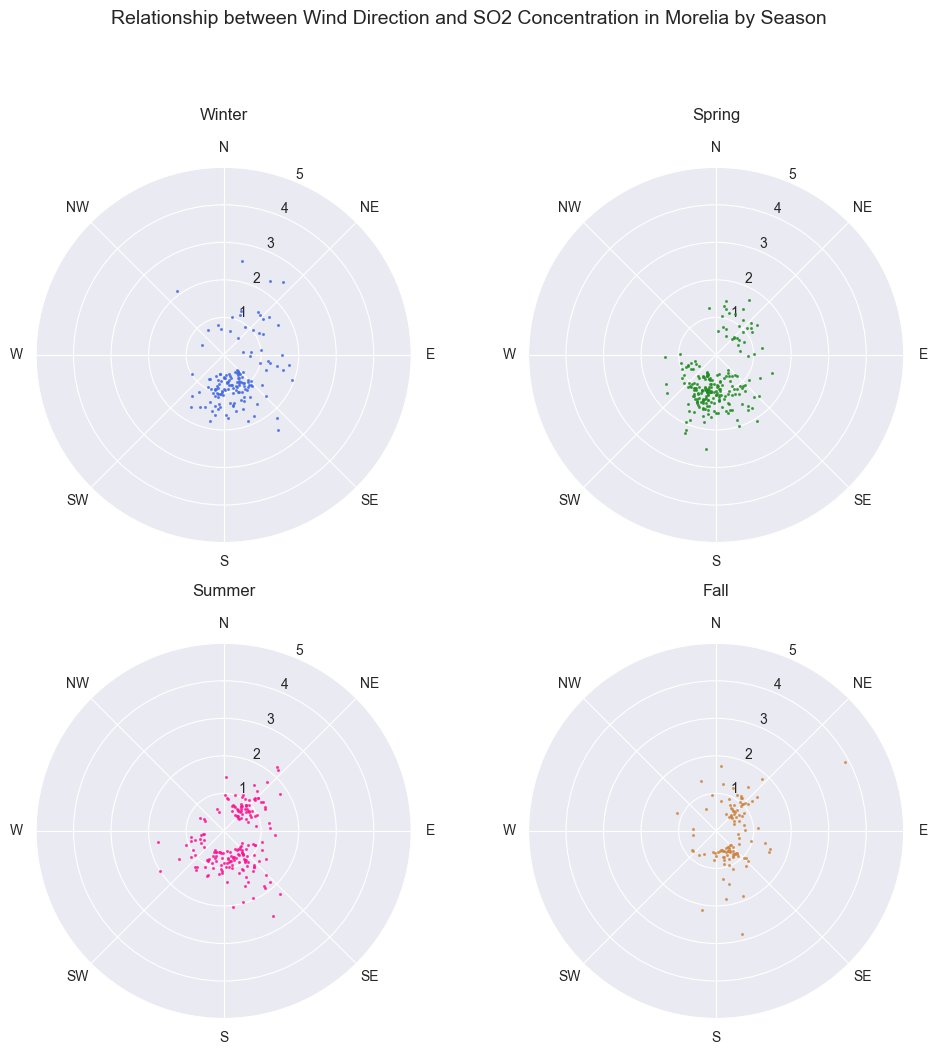 Relationship between Wind Direction and SO2 Concentration in Morelia by Season
Winter
N
NE
E
SE
S
SW
W
NW
1
2
3
4
5
Spring
N
NE
E
SE
S
SW
W
NW
1
2
3
4
5
Summer
N
NE
E
SE
S
SW
W
NW
1
2
3
4
5
Fall
N
NE
E
SE
S
SW
W
NW
1
2
3
4
5